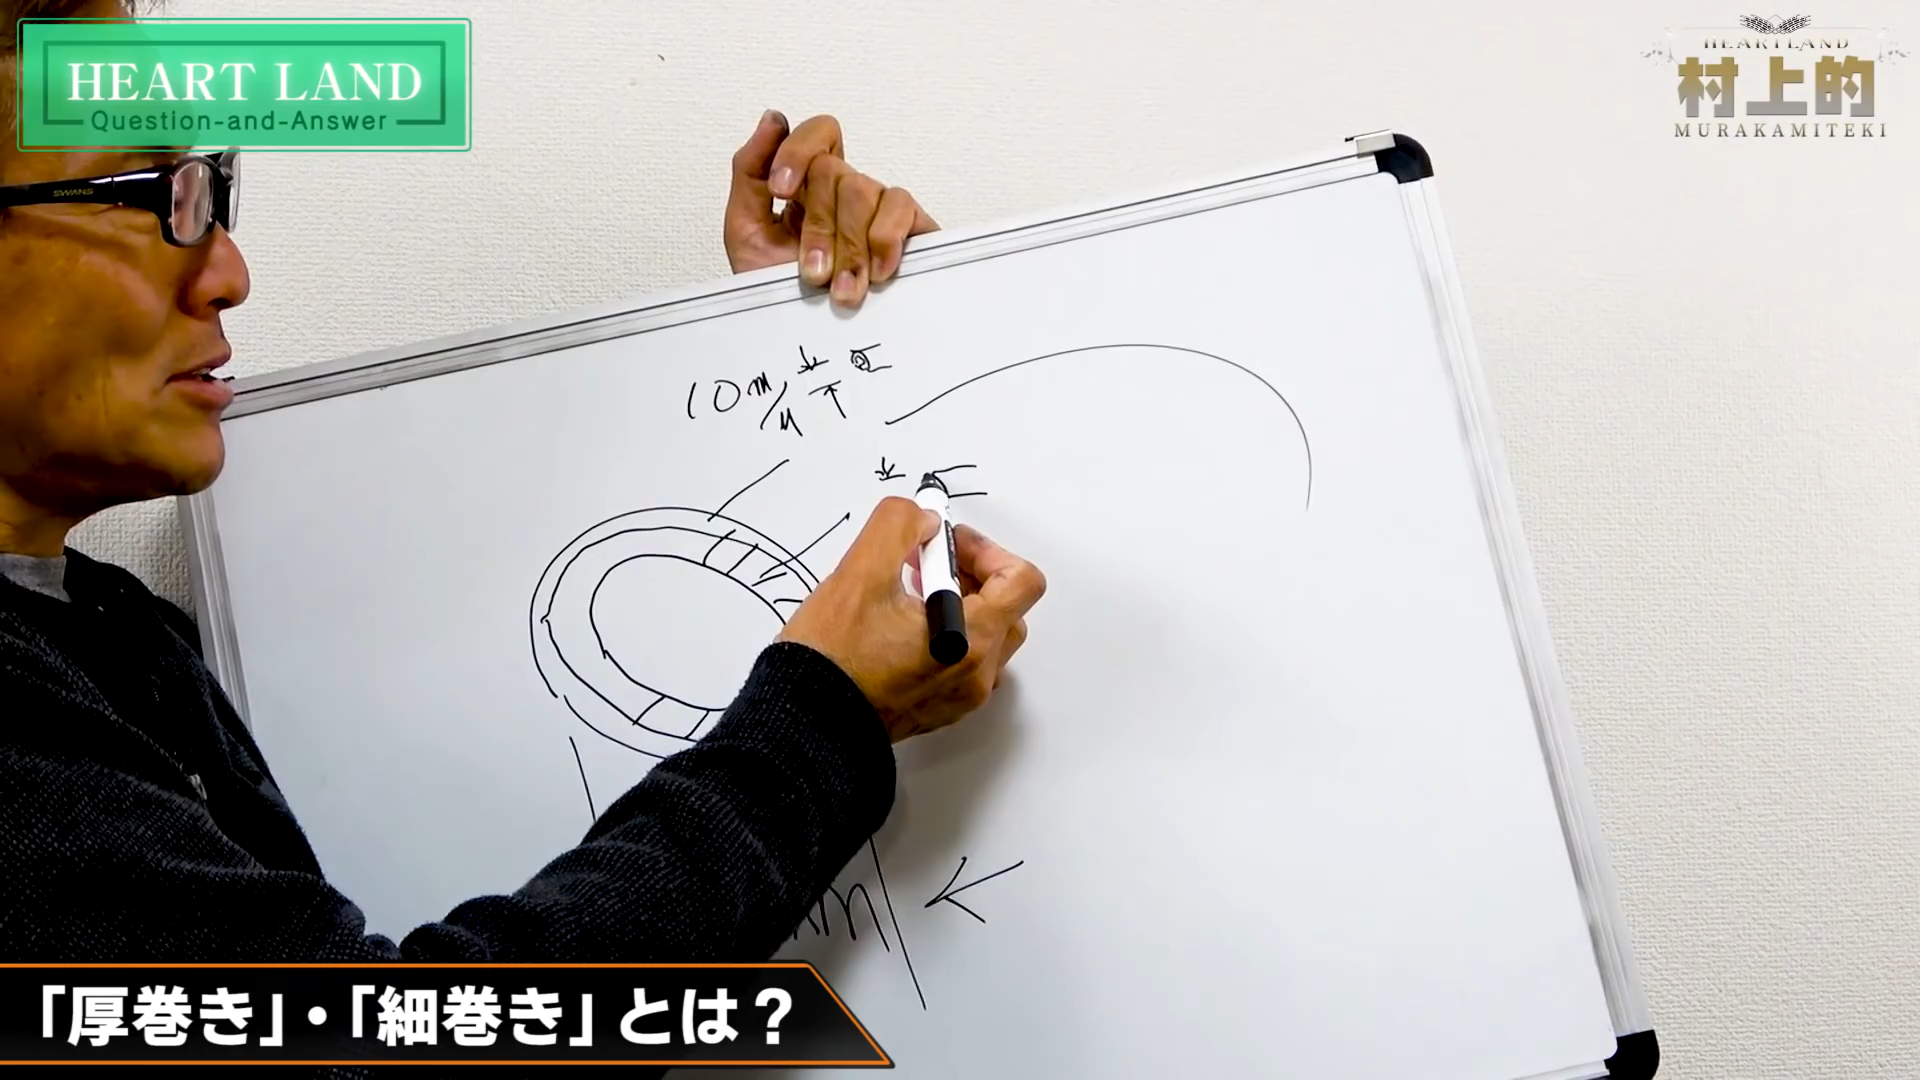 HEART LAND
Question-and-Answer
HEARTLAND
村上的
MURAKAMITEKI
SWANS
10m/m
「厚巻き」・「細巻き」とは？